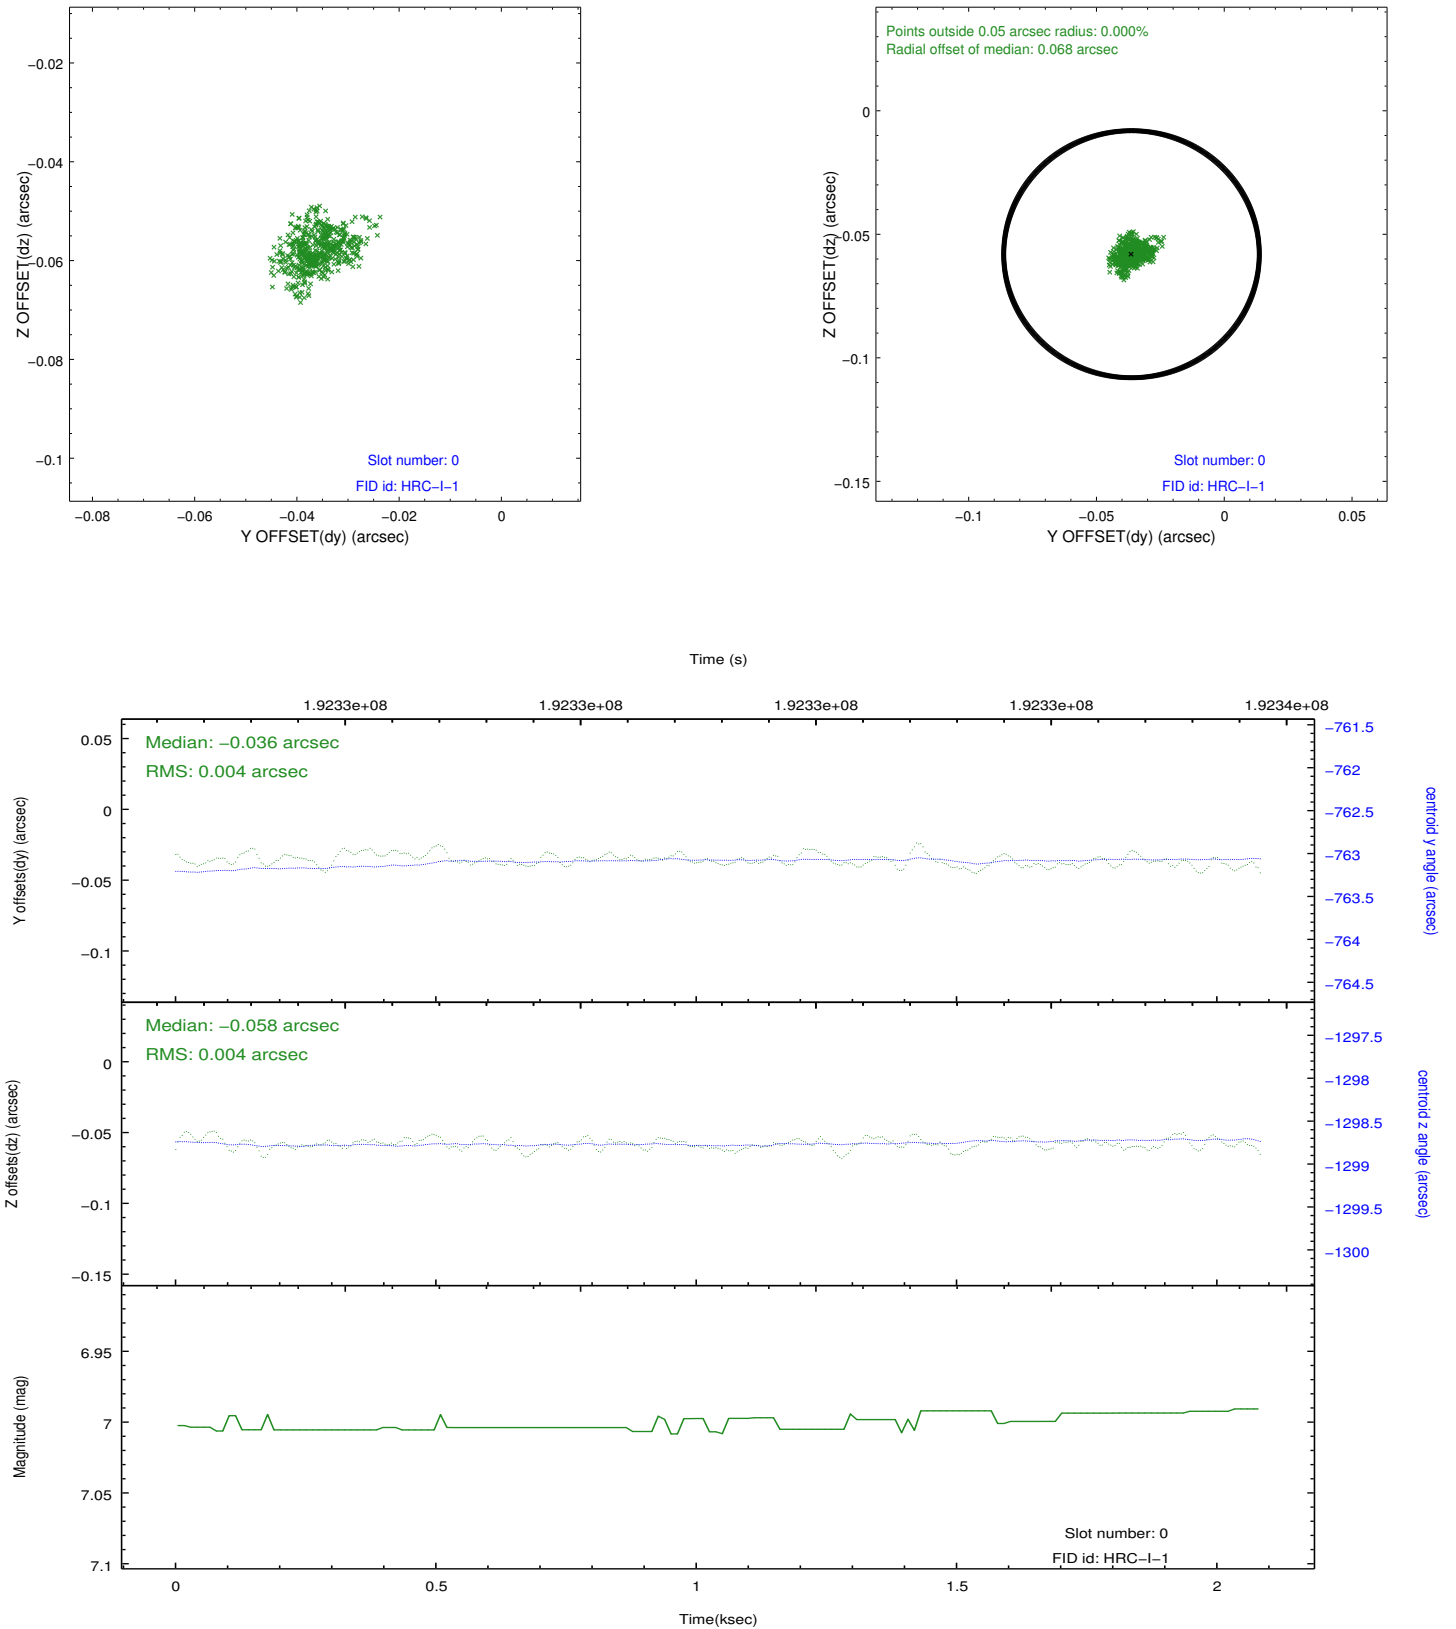 −0.02
−0.04
−0.06
−0.08
−0.1
Z OFFSET(dz) (arcsec)
Slot number: 0
FID id: HRC−I−1
−0.08 −0.06 −0.04 −0.02 0
Y OFFSET(dy) (arcsec)
Points outside 0.05 arcsec radius: 0.000%
Radial offset of median: 0.068 arcsec
0
−0.05
−0.1
−0.15
Z OFFSET(dz) (arcsec)
Slot number: 0
FID id: HRC−I−1
−0.1 −0.05 0 0.05
Y OFFSET(dy) (arcsec)
Time (s)
1.9233e+08 1.9233e+08 1.9233e+08 1.9233e+08 1.9234e+08
Median: −0.036 arcsec
RMS: 0.004 arcsec
0.05
0
−0.05
−0.1
Y offsets(dy) (arcsec)
−761.5
−762
−762.5
−763
−763.5
−764
−764.5
centroid y angle (arcsec)
Median: −0.058 arcsec
RMS: 0.004 arcsec
0
−0.05
−0.1
−0.15
Z offsets(dz) (arcsec)
−1297.5
−1298
−1298.5
−1299
−1299.5
−1300
centroid z angle (arcsec)
6.95
7
7.05
7.1
Magnitude (mag)
Slot number: 0
FID id: HRC−I−1
0 0.5 1 1.5 2
Time(ksec)